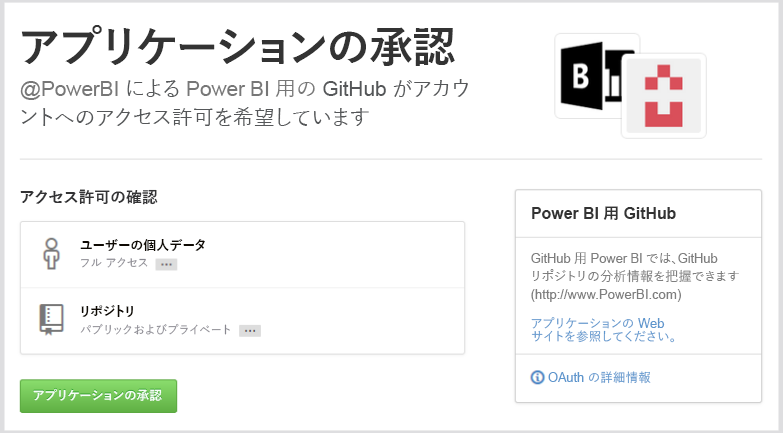 アプリケーションの承認
@PowerBI による Power BI 用の GitHub がアカウ
ントへのアクセス許可を希望しています
B
アクセス許可の確認
ユーザーの個人データ
フル アクセス ...
リポジトリ
パブリックおよびプライベート ...
アプリケーションの承認
Power BI 用 GitHub
GitHub 用 Power BI では、GitHub
リポジトリの分析情報を把握できます
(http://www.PowerBI.com)
アプリケーションの Web
サイトを参照してください。
OAuth の詳細情報